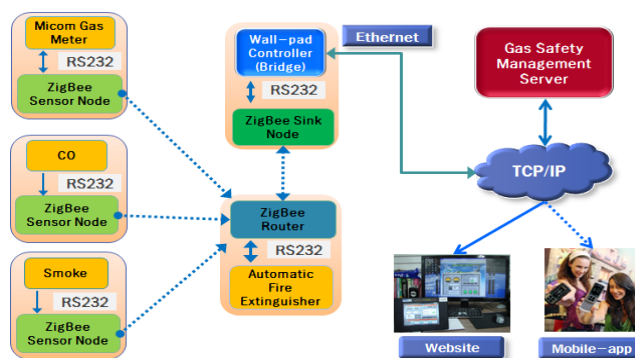 Micom Gas
Meter
RS232
ZigBee
Sensor Node
CO
RS232
ZigBee
Sensor Node
Smoke
RS232
ZigBee
Sensor Node
Wall-pad
Controller
(Bridge)
RS232
ZigBee Sink
Node
ZigBee
Router
RS232
Automatic
Fire
Extinguisher
Ethernet
Gas Safety
Management
Server
TCP/IP
Website
Mobile-app